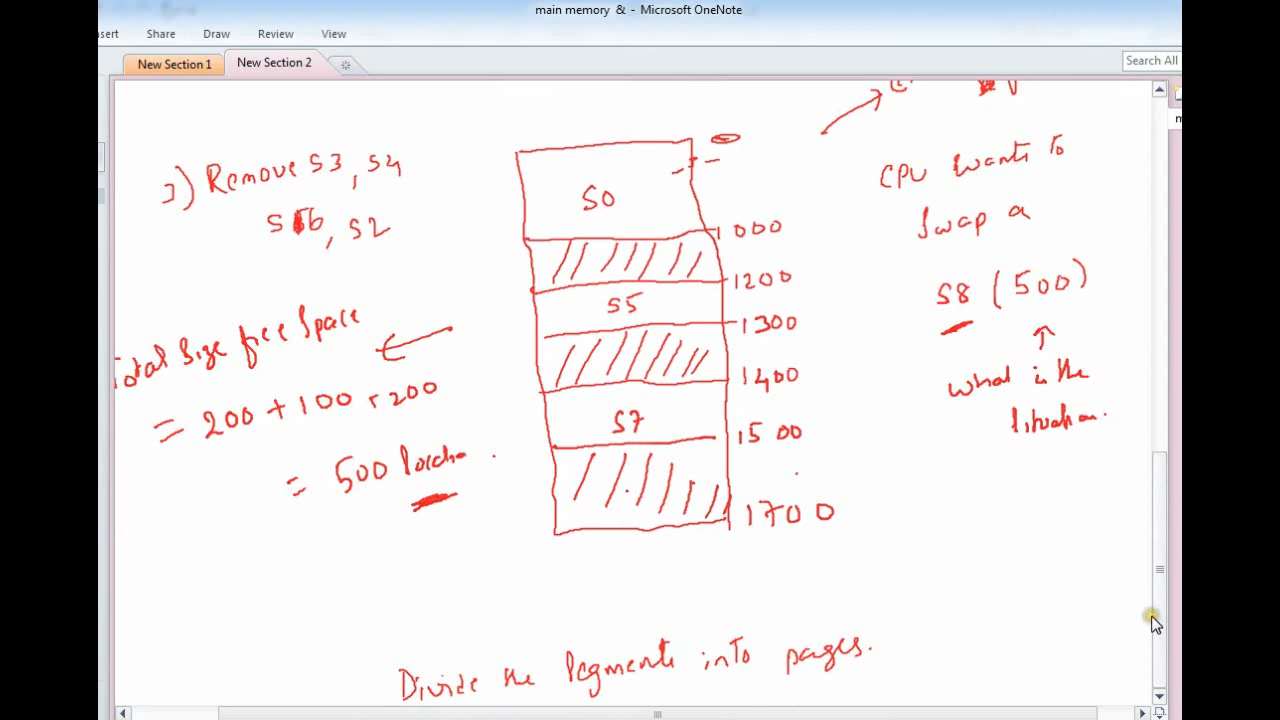 main memory & - Microsoft OneNote
sert Share Draw Review View
New Section 1 New Section 2
Search All
2) Remove S3, S4
S6, S2
Total Size free Space
= 200 + 100 + 200
= 500
S0
1000
1200
S5
1300
1400
S7
1500
1700
CPU wants to
Swap a
S8 (500)
what is the
Divide the Segments into pages.